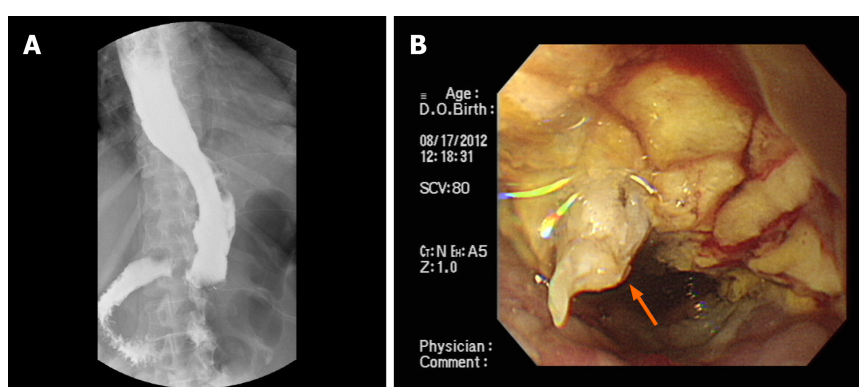 A
B
Age:
D.O.Birth:
08/17/2012
12:18:31
SCV:80
CT:N EH:A5
Z:1.0
Physician:
Comment: